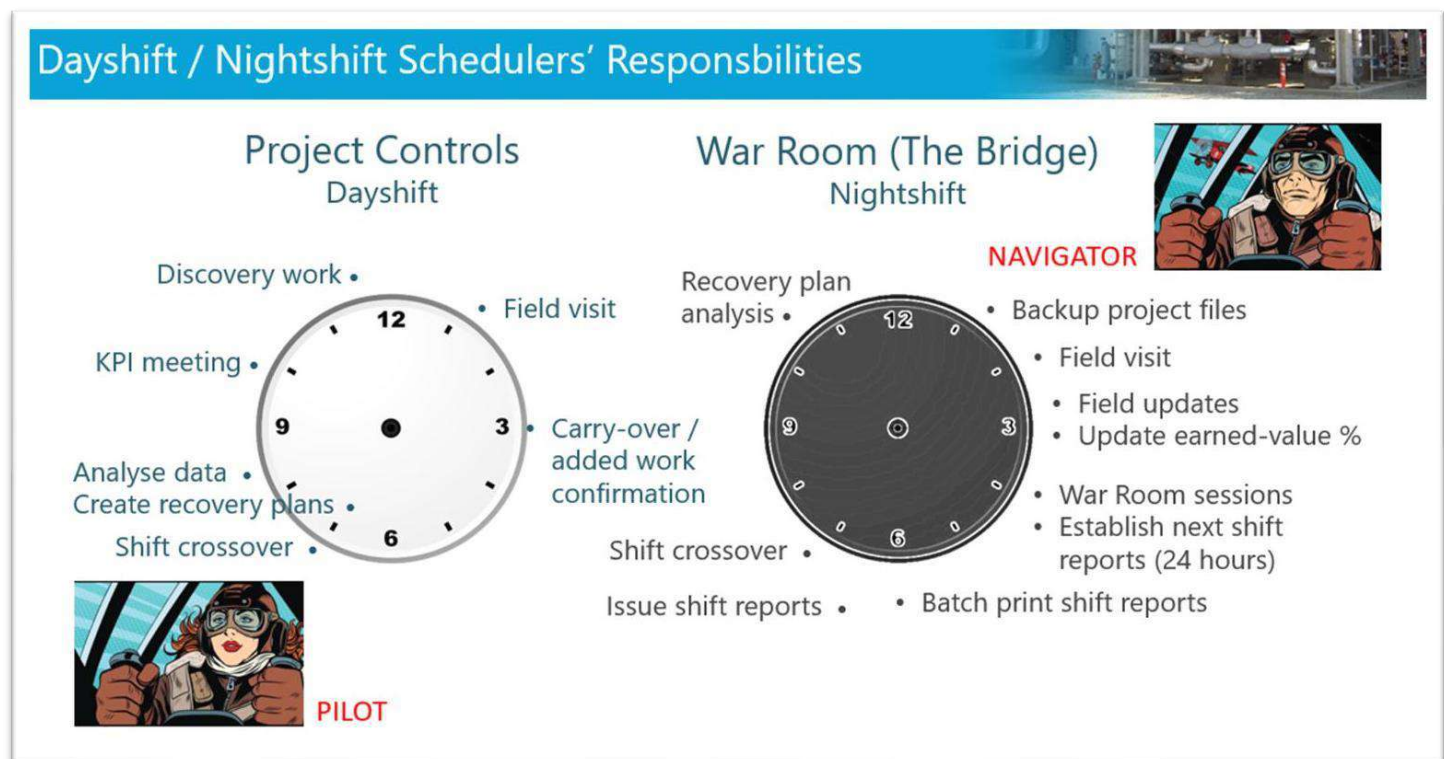 Dayshift / Nightshift Schedulers’ Responsbilities
Project Controls
Dayshift
Discovery work •
• Field visit
KPI meeting •
12
3
6
9
• Carry-over /
added work
confirmation
Analyse data •
Create recovery plans •
Shift crossover •
PILOT
War Room (The Bridge)
Nightshift
NAVIGATOR
Recovery plan
analysis •
12
3
6
9
• Backup project files
• Field visit
• Field updates
• Update earned-value %
• War Room sessions
• Establish next shift
reports (24 hours)
Shift crossover •
Issue shift reports •
• Batch print shift reports